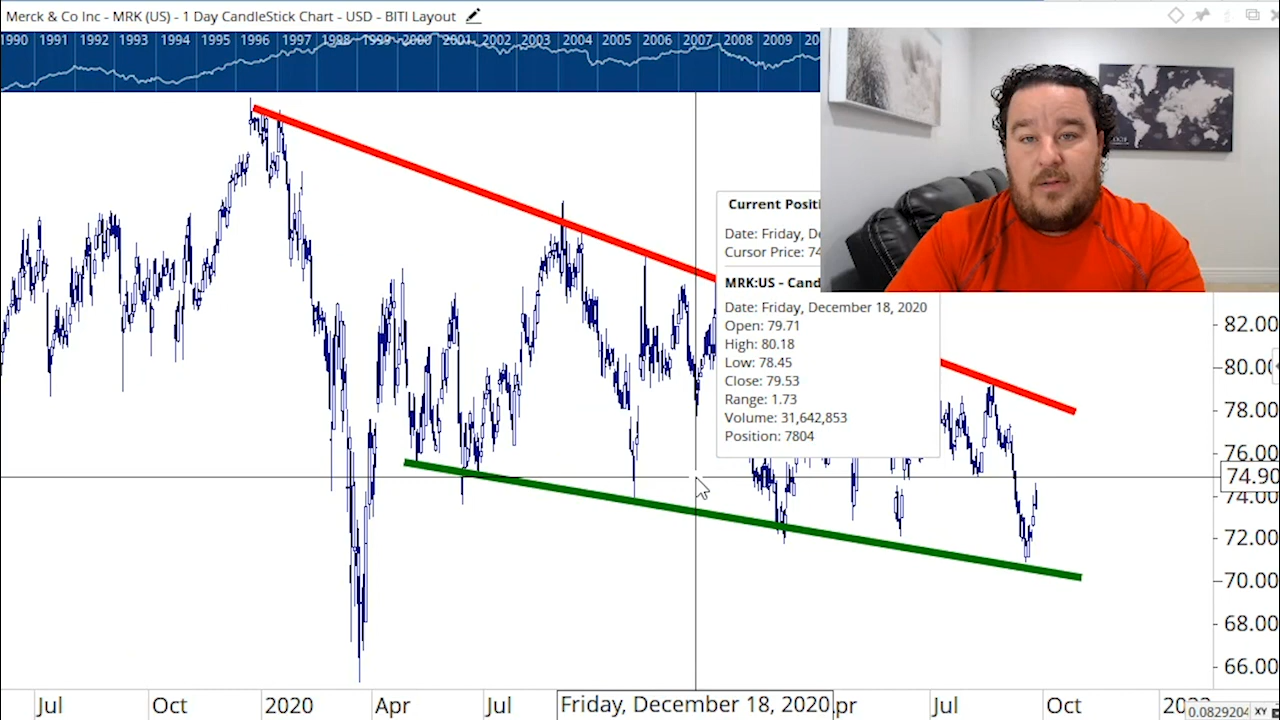 Merck & Co Inc - MRK (US) - 1 Day CandleStick Chart - USD - BITI Layout
1990 1991 1992 1993 1994 1995 1996 1997 1998 1999 2000 2001 2002 2003 2004 2005 2006 2007 2008 2009 20
Current Positi
Date: Friday, De
Cursor Price: 74
MRK:US - Cand
Date: Friday, December 18, 2020
Open: 79.71
High: 80.18
Low: 78.45
Close: 79.53
Range: 1.73
Volume: 31,642,853
Position: 7804
82.00
80.00
78.00
76.00
74.90
74.00
72.00
70.00
68.00
66.00
Jul Oct 2020 Apr Jul Friday, December 18, 2020 pr Jul Oct
0.0829204 XY